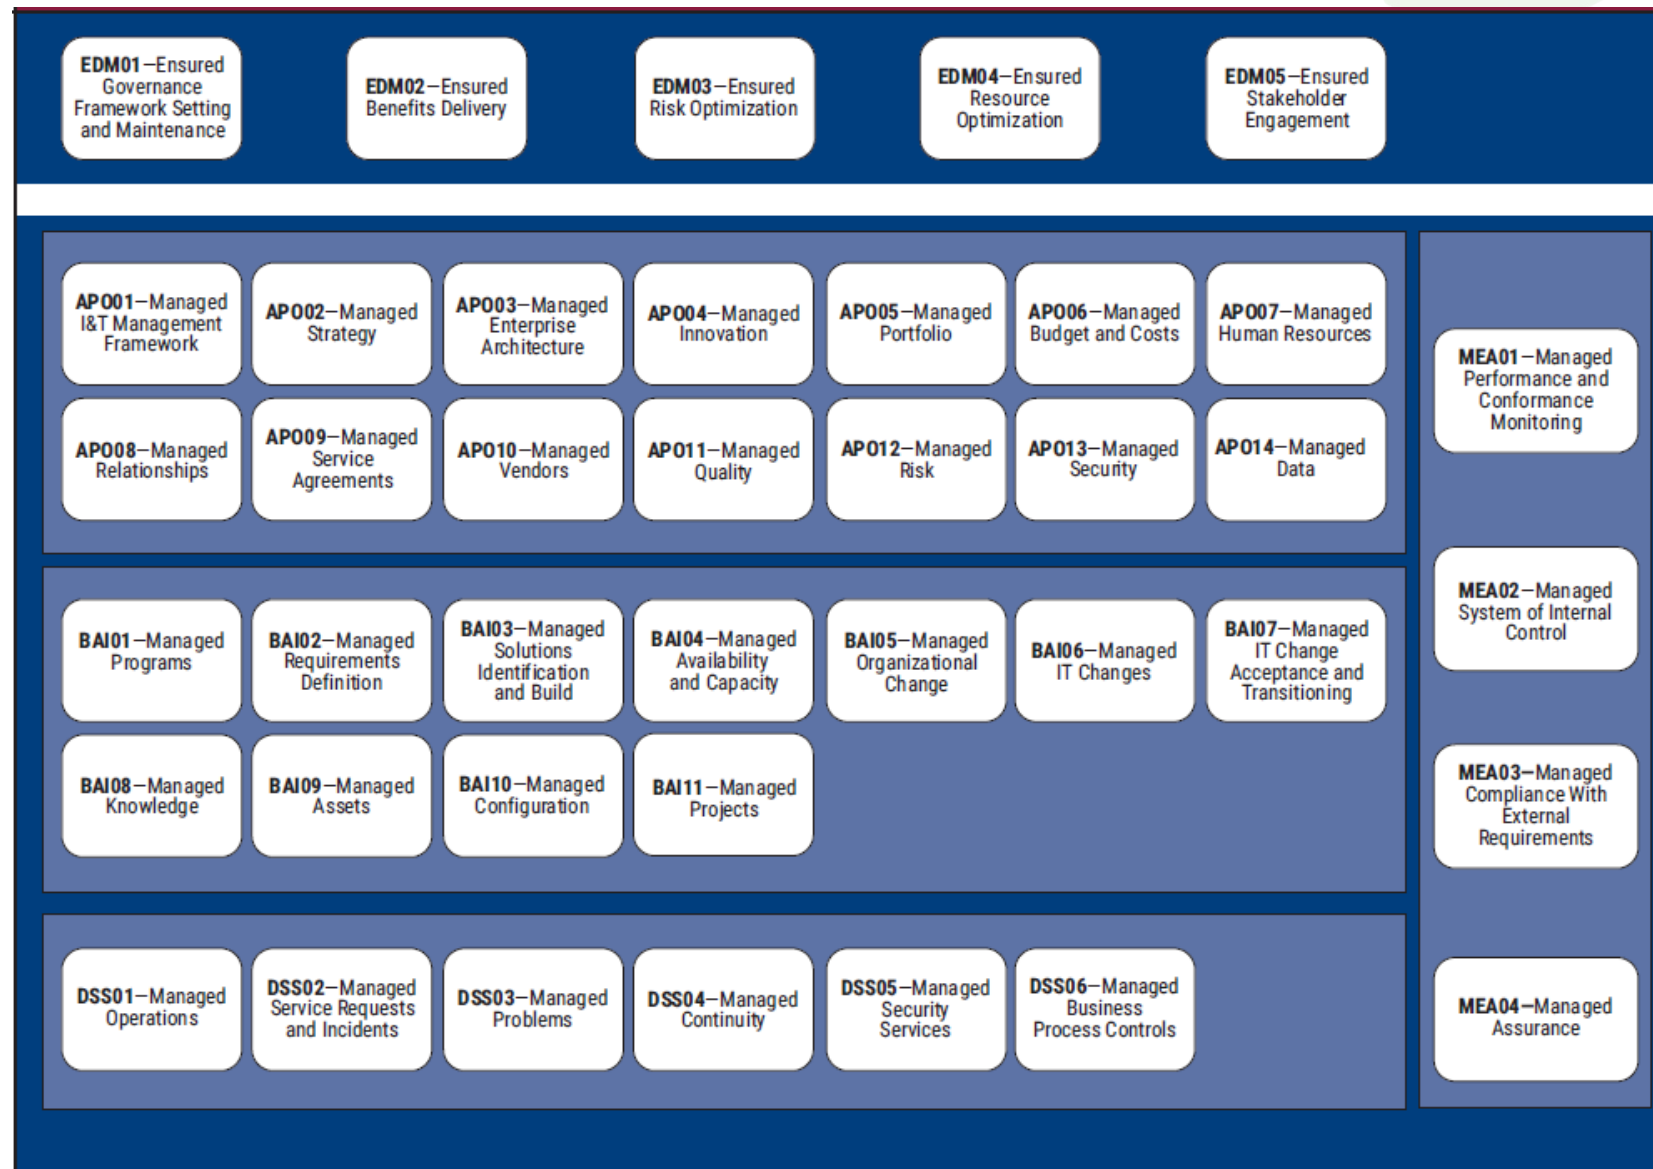 EDM01—Ensured
Governance
Framework Setting
and Maintenance
EDM02—Ensured
Benefits Delivery
EDM03—Ensured
Risk Optimization
EDM04—Ensured
Resource
Optimization
EDM05—Ensured
Stakeholder
Engagement
APO01—Managed
I&T Management
Framework
APO02—Managed
Strategy
APO03—Managed
Enterprise
Architecture
APO04—Managed
Innovation
APO05—Managed
Portfolio
APO06—Managed
Budget and Costs
APO07—Managed
Human Resources
APO08—Managed
Relationships
APO09—Managed
Service
Agreements
APO10—Managed
Vendors
APO11—Managed
Quality
APO12—Managed
Risk
APO13—Managed
Security
APO14—Managed
Data
BAI01—Managed
Programs
BAI02—Managed
Requirements
Definition
BAI03—Managed
Solutions
Identification
and Build
BAI04—Managed
Availability
and Capacity
BAI05—Managed
Organizational
Change
BAI06—Managed
IT Changes
BAI07—Managed
IT Change
Acceptance and
Transitioning
BAI08—Managed
Knowledge
BAI09—Managed
Assets
BAI10—Managed
Configuration
BAI11—Managed
Projects
DSS01—Managed
Operations
DSS02—Managed
Service Requests
and Incidents
DSS03—Managed
Problems
DSS04—Managed
Continuity
DSS05—Managed
Security
Services
DSS06—Managed
Business
Process Controls
MEA01—Managed
Performance and
Conformance
Monitoring
MEA02—Managed
System of Internal
Control
MEA03—Managed
Compliance With
External
Requirements
MEA04—Managed
Assurance